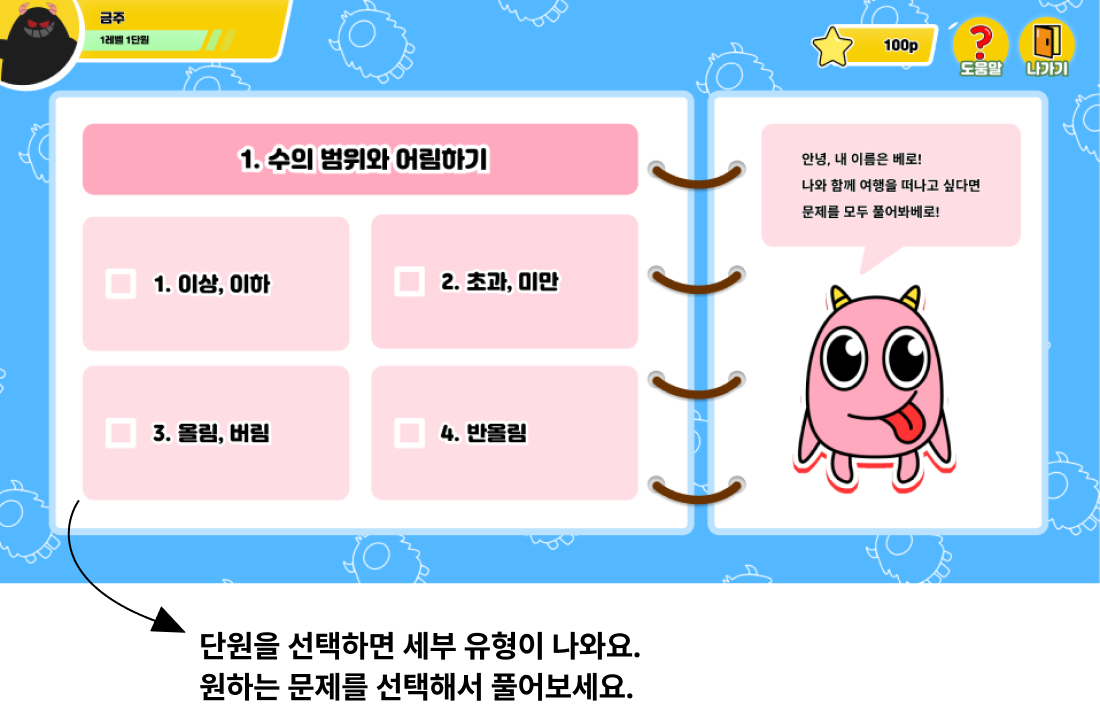 금주
1레벨 1단원
100p
도움말
나가기
1. 수의 범위와 어림하기
1. 이상, 이하
2. 초과, 미만
3. 올림, 버림
4. 반올림
안녕, 내 이름은 베로!
나와 함께 여행을 떠나고 싶다면
문제를 모두 풀어봐베로!
단원을 선택하면 세부 유형이 나와요.
원하는 문제를 선택해서 풀어보세요.